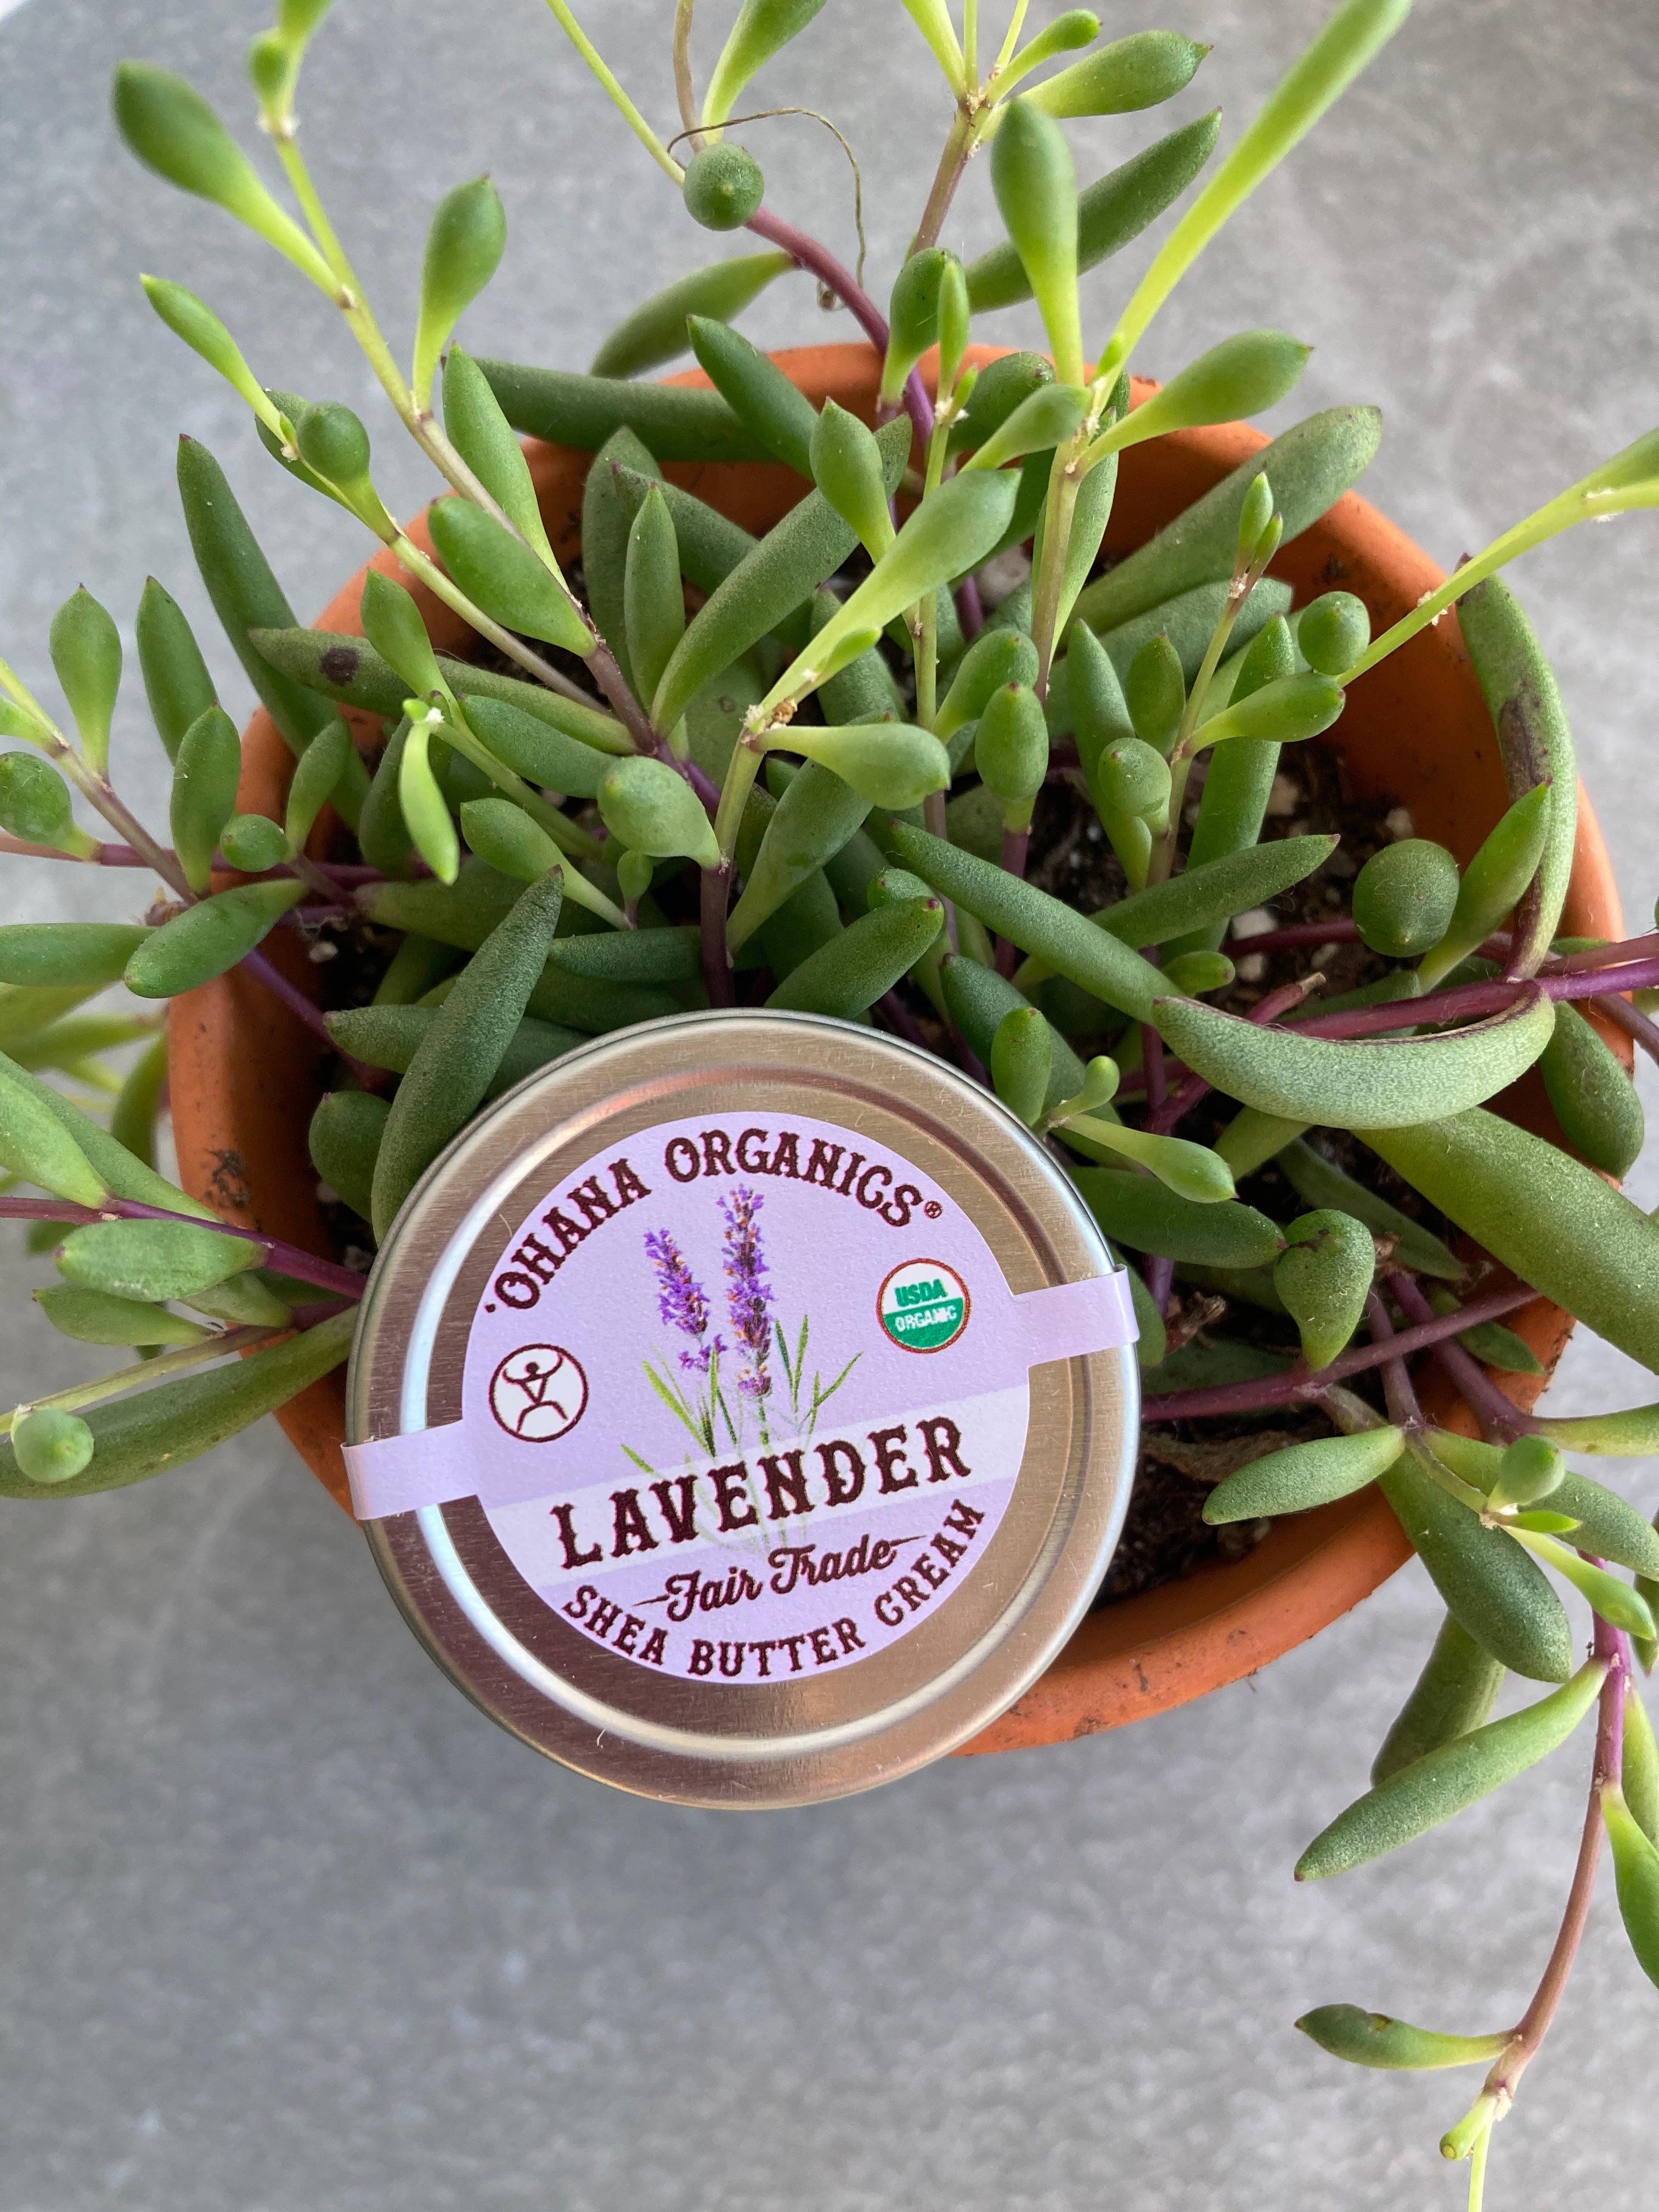 'OHANA ORGANICS®
USDA
ORGANIC
LAVENDER
Fair Trade
SHEA BUTTER CREAM